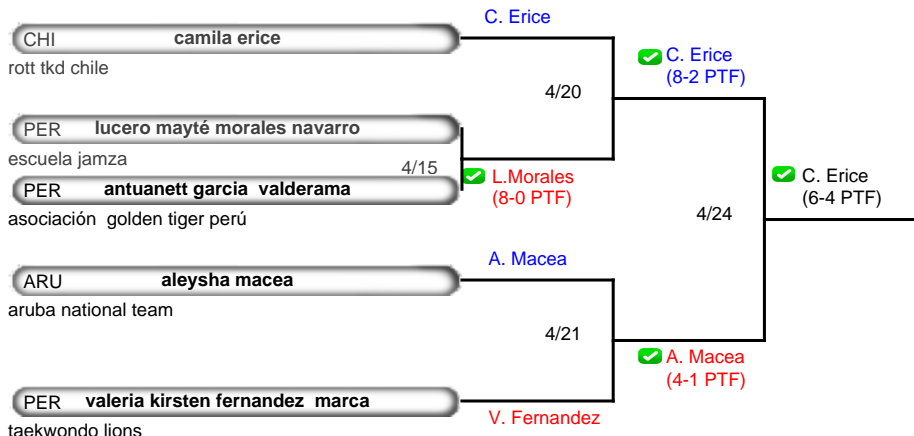 C. Erice
CHI camila erice
rott tkd chile
C. Erice
(8-2 PTF)
4/20
PER lucero mayté morales navarro
escuela jamza
4/15
L.Morales
(8-0 PTF)
PER antuanett garcia valderama
asociación golden tiger perú
C. Erice
(6-4 PTF)
4/24
A. Macea
ARU aleysha macea
aruba national team
4/21
A. Macea
(4-1 PTF)
PER valeria kirsten fernandez marca
V. Fernandez
taekwondo lions